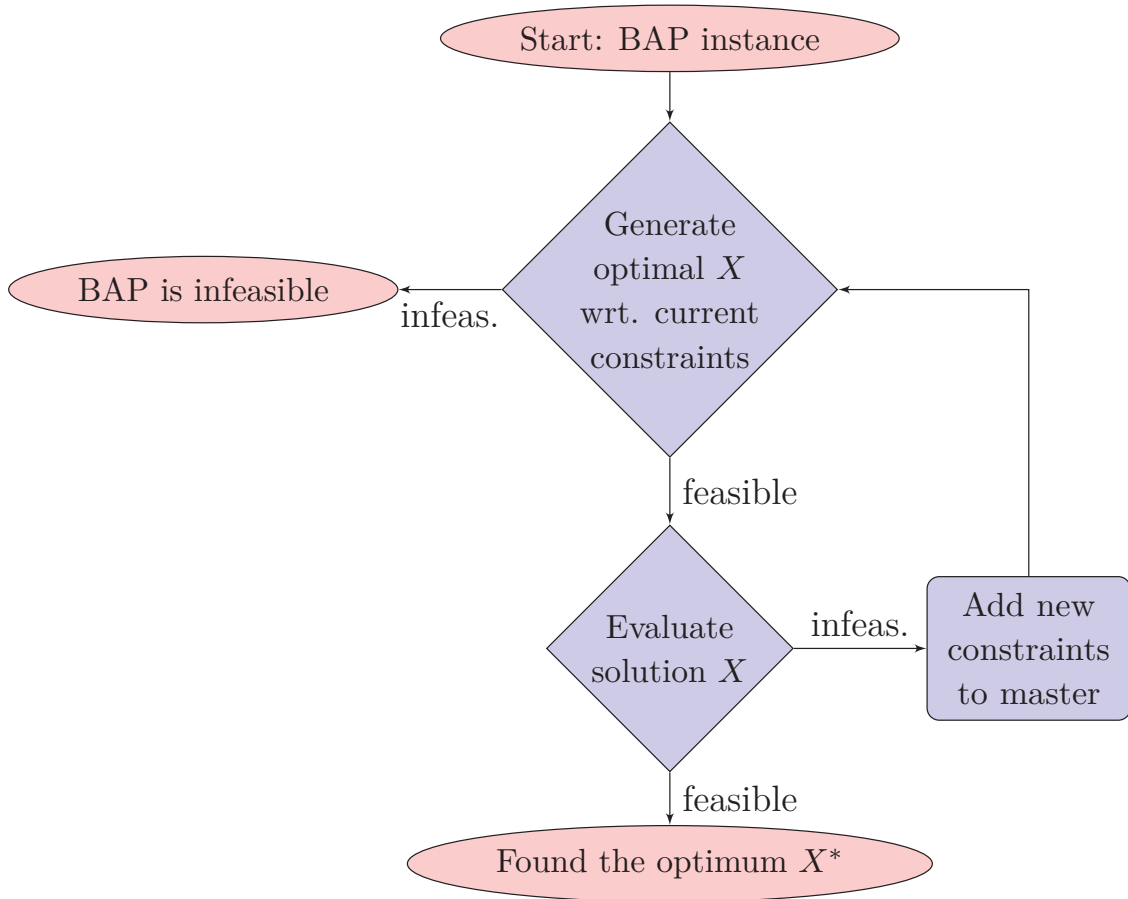 Start: BAP instance
Generate
optimal X
wrt. current
constraints
BAP is infeasible
infeas.
feasible
Evaluate
solution X
infeas.
Add new
constraints
to master
feasible
Found the optimum X*